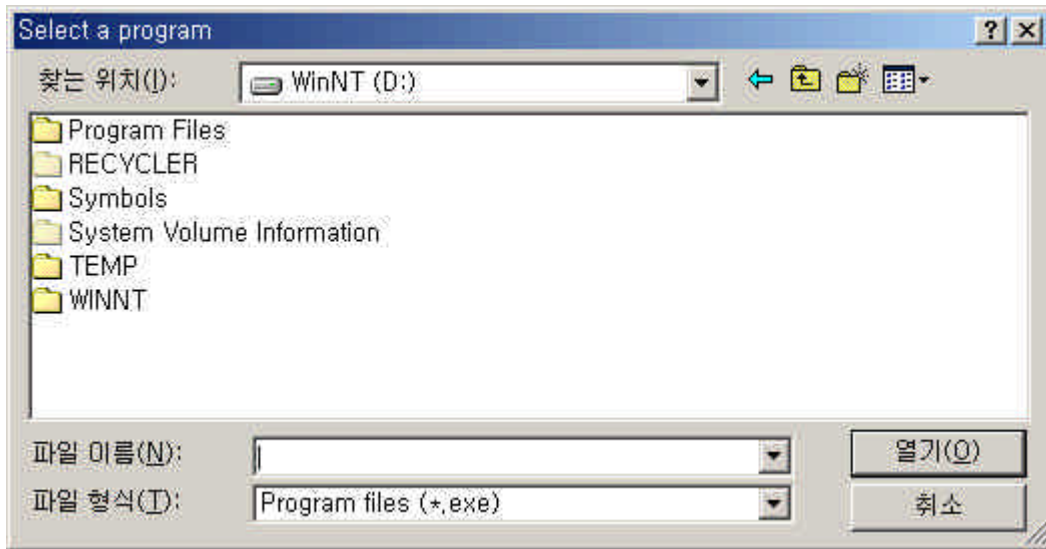 Select a program
찾는 위치(I): WinNT (D:)
Program Files
RECYCLER
Symbols
System Volume Information
TEMP
WINNT
파일 이름(N): 열기(O)
파일 형식(T): Program files (*.exe) 취소